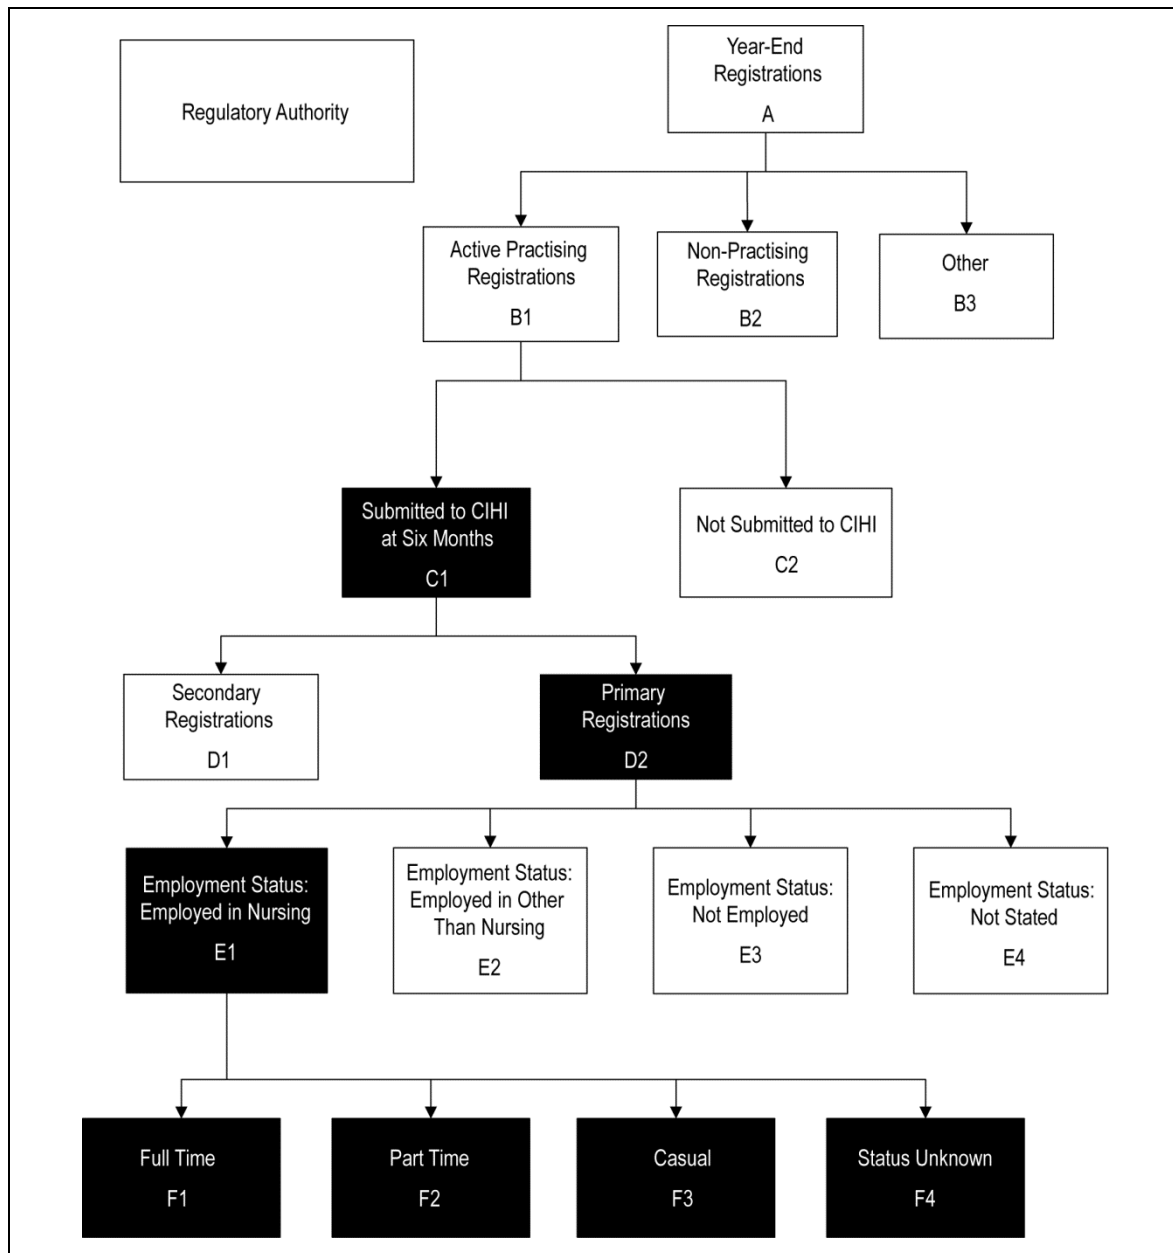 Regulatory Authority
Year-End
Registrations
A
Active Practising
Registrations
B1
Non-Practising
Registrations
B2
Other
B3
Submitted to CIHI
at Six Months
C1
Not Submitted to CIHI
C2
Secondary
Registrations
D1
Primary
Registrations
D2
Employment Status:
Employed in Nursing
E1
Employment Status:
Employed in Other
Than Nursing
E2
Employment Status:
Not Employed
E3
Employment Status:
Not Stated
E4
Full Time
F1
Part Time
F2
Casual
F3
Status Unknown
F4